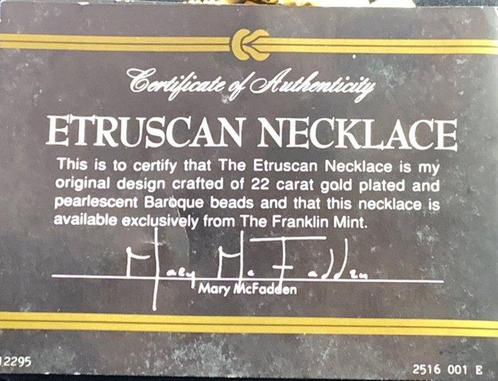 Certificate of Authenticity
ETRUSCAN NECKLACE
This is to certify that The Etruscan Necklace is my
original design crafted of 22 carat gold plated and
pearlescent Baroque beads and that this necklace is
available exclusively from The Franklin Mint.
Mary McFadden
Mary McFadden
12295
2516 001 E